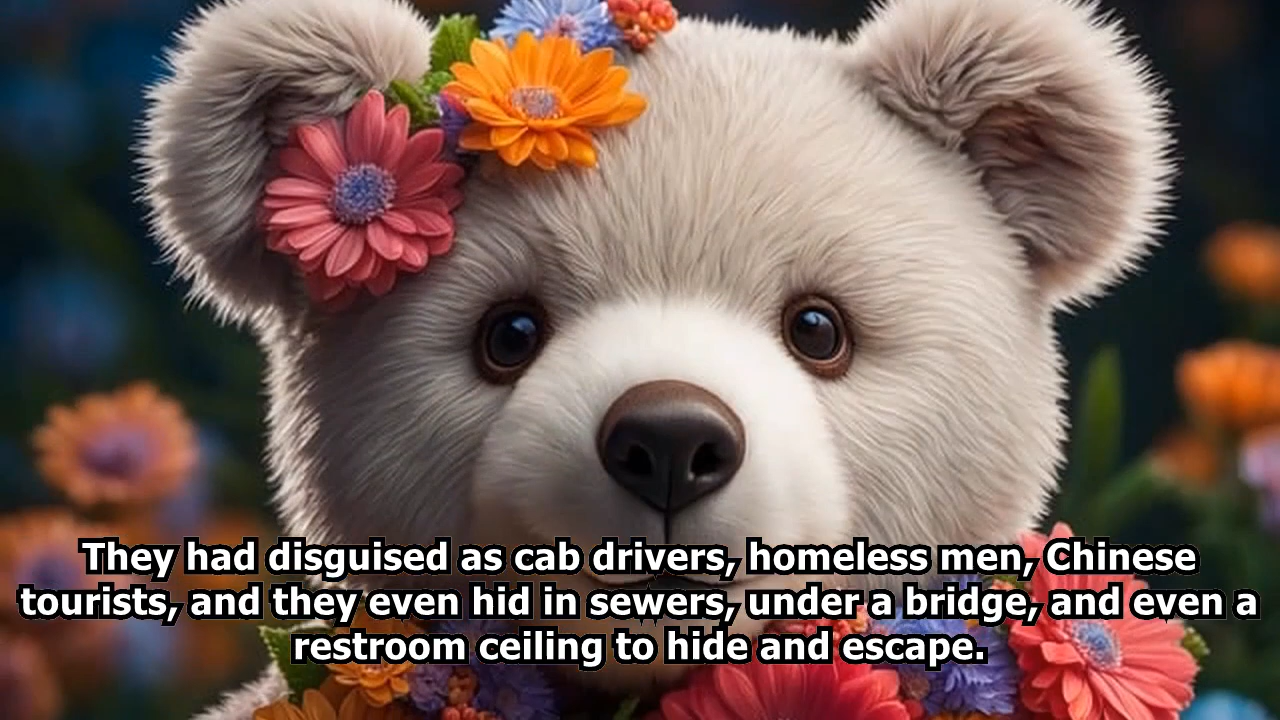 They had disguised as cab drivers, homeless men, Chinese
tourists, and they even hid in sewers, under a bridge, and even a
restroom ceiling to hide and escape.